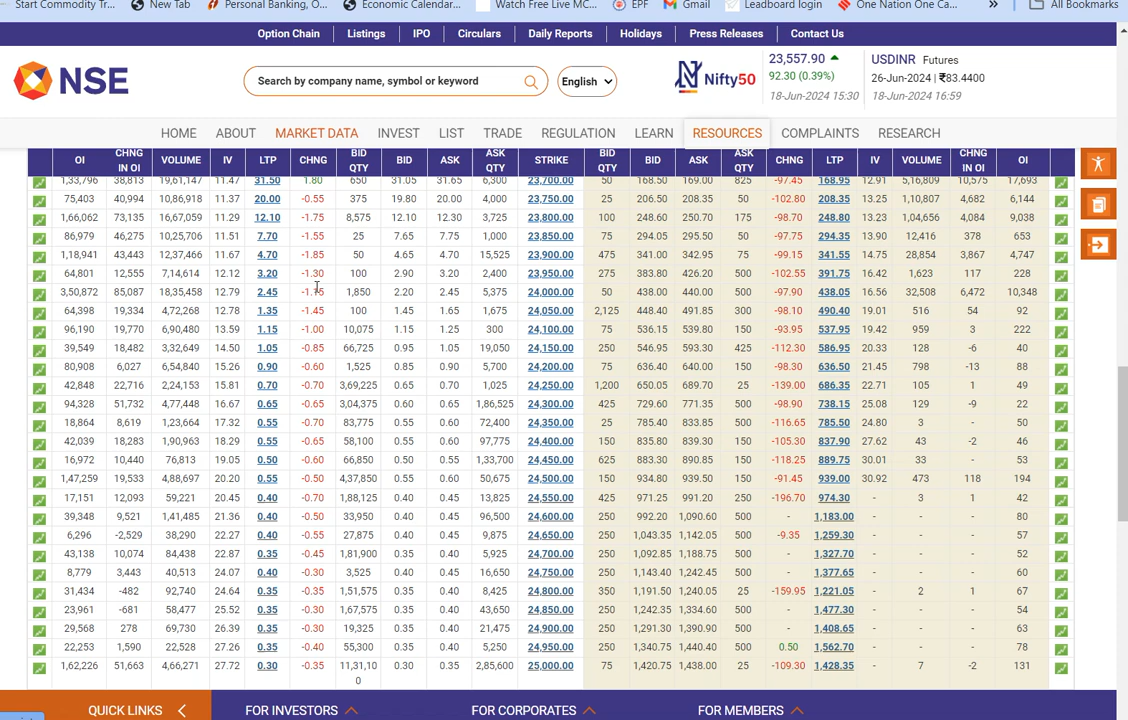 Start Commodity Tr... New Tab Personal Banking, O... Economic Calendar... Watch Free Live MC... EPF Gmail Leadboard login One Nation One Ca... » All Bookmarks
Option Chain Listings IPO Circulars Daily Reports Holidays Press Releases Contact Us
NSE
Search by company name, symbol or keyword
English
Nifty50
23,557.90
92.30 (0.39%)
18-Jun-2024 15:30
USDINR Futures
26-Jun-2024 | ₹83.4400
18-Jun-2024 16:59
HOME ABOUT MARKET DATA INVEST LIST TRADE REGULATION LEARN RESOURCES COMPLAINTS RESEARCH
OI CHNG IN OI VOLUME IV LTP CHNG BID QTY BID ASK ASK QTY STRIKE BID QTY BID ASK ASK QTY CHNG LTP IV VOLUME CHNG IN OI OI
1,33,796 38,813 19,61,147 11.47 31.50 1.80 650 31.05 31.65 6,300 23,700.00 50 168.50 169.00 825 -97.45 168.95 12.91 5,16,809 10,575 17,693
75,403 40,994 10,86,918 11.37 20.00 -0.55 375 19.80 20.00 2,400 23,750.00 25 206.50 208.35 50 -102.80 208.35 13.25 1,10,807 4,682 6,144
1,66,062 73,135 16,67,059 11.29 12.10 -1.75 8,575 12.10 12.30 3,725 23,800.00 100 248.60 250.70 175 -98.70 248.80 13.23 1,04,656 4,084 9,038
86,979 46,275 10,25,706 11.51 7.70 -1.55 25 7.65 7.75 1,000 23,850.00 75 294.05 295.50 50 -97.75 294.35 13.90 12,416 378 653
1,18,941 43,443 12,37,466 11.67 4.70 -1.85 50 4.65 4.70 15,525 23,900.00 475 341.00 342.95 75 -99.15 341.55 14.75 28,854 3,867 4,747
64,801 12,555 7,14,614 12.12 3.20 -1.30 100 2.90 3.20 2,400 23,950.00 275 383.80 426.20 500 -102.55 391.75 16.42 1,623 117 228
3,50,872 85,087 18,35,458 12.79 2.45 1,850 2.20 2.45 5,375 24,000.00 50 438.00 440.00 500 -97.90 438.05 16.56 32,508 6,472 10,348
64,398 19,334 4,72,268 12.78 1.35 -1.45 100 1.45 1.65 1,675 24,050.00 2,125 448.40 491.85 300 -98.10 490.40 19.01 516 54 92
96,190 19,770 6,90,480 13.59 1.15 -1.00 10,075 1.15 1.25 300 24,100.00 75 536.15 539.80 150 -93.95 537.95 19.42 959 3 222
39,549 18,482 3,32,649 14.50 1.05 -0.85 66,725 0.95 1.05 19,050 24,150.00 250 546.95 593.30 425 -112.30 586.95 20.33 128 -6 40
80,908 6,027 6,54,840 15.26 0.90 -0.60 1,525 0.85 0.90 5,700 24,200.00 75 636.40 640.00 150 -98.30 636.50 21.45 798 -13 88
42,848 22,716 2,24,153 15.81 0.70 -0.70 3,69,225 0.65 0.70 1,025 24,250.00 1,200 650.05 689.70 25 -139.00 686.35 22.71 105 1 49
94,328 51,732 4,77,448 16.67 0.65 -0.65 3,04,375 0.60 0.65 1,86,525 24,300.00 425 729.60 771.35 500 -98.90 738.15 25.08 129 -9 22
18,864 8,619 1,23,664 17.32 0.55 -0.70 83,775 0.55 0.60 72,400 24,350.00 25 785.40 833.85 500 -116.65 785.50 24.80 3 - 50
42,039 18,283 1,90,963 18.29 0.55 -0.65 58,100 0.55 0.60 97,775 24,400.00 150 835.80 839.30 150 -105.30 837.90 27.62 43 -2 46
16,972 10,440 76,813 19.05 0.50 -0.60 66,850 0.50 0.55 1,33,700 24,450.00 625 883.30 890.85 150 -118.25 889.75 30.01 33 - 53
1,47,259 19,533 4,88,697 20.20 0.55 -0.50 4,37,850 0.50 0.55 50,675 24,500.00 150 934.80 939.50 150 -91.45 939.00 30.92 473 118 194
17,151 12,093 59,221 20.45 0.40 -0.70 1,88,125 0.40 0.45 13,825 24,550.00 425 971.25 991.20 250 -196.70 974.30 - 3 1 42
39,348 9,521 1,41,485 21.36 0.40 -0.50 33,950 0.40 0.45 96,500 24,600.00 250 992.20 1,090.60 500 - 1,183.00 - - - 80
6,296 -2,529 38,290 22.27 0.40 -0.55 27,875 0.40 0.45 9,875 24,650.00 250 1,043.35 1,142.05 500 -9.35 1,259.30 - - - 57
43,138 10,074 84,438 22.87 0.35 -0.45 1,81,900 0.35 0.40 5,925 24,700.00 250 1,092.85 1,188.75 500 - 1,327.70 - - - 52
8,779 3,443 40,513 24.07 0.40 -0.30 3,525 0.40 0.45 16,650 24,750.00 250 1,143.40 1,242.45 500 - 1,377.65 - - - 60
31,434 -482 92,740 24.64 0.35 -0.35 1,51,575 0.35 0.40 8,425 24,800.00 350 1,191.50 1,240.05 25 -159.95 1,221.05 - 2 1 67
23,961 -681 58,477 25.52 0.35 -0.30 1,67,575 0.35 0.40 43,650 24,850.00 250 1,242.35 1,334.60 500 - 1,477.30 - - - 54
29,568 278 69,730 26.39 0.35 -0.30 19,325 0.35 0.40 21,475 24,900.00 250 1,291.30 1,390.90 500 - 1,408.65 - - - 63
22,253 1,590 42,528 27.26 0.35 -0.40 55,300 0.35 0.40 5,250 24,950.00 250 1,340.75 1,440.40 500 0.50 1,562.70 - - - 78
1,62,226 51,663 4,66,271 27.72 0.30 -0.35 11,31,100 0.30 0.35 2,85,600 25,000.00 75 1,420.75 1,438.00 25 -109.30 1,428.35 - 7 -2 131
QUICK LINKS FOR INVESTORS FOR CORPORATES FOR MEMBERS